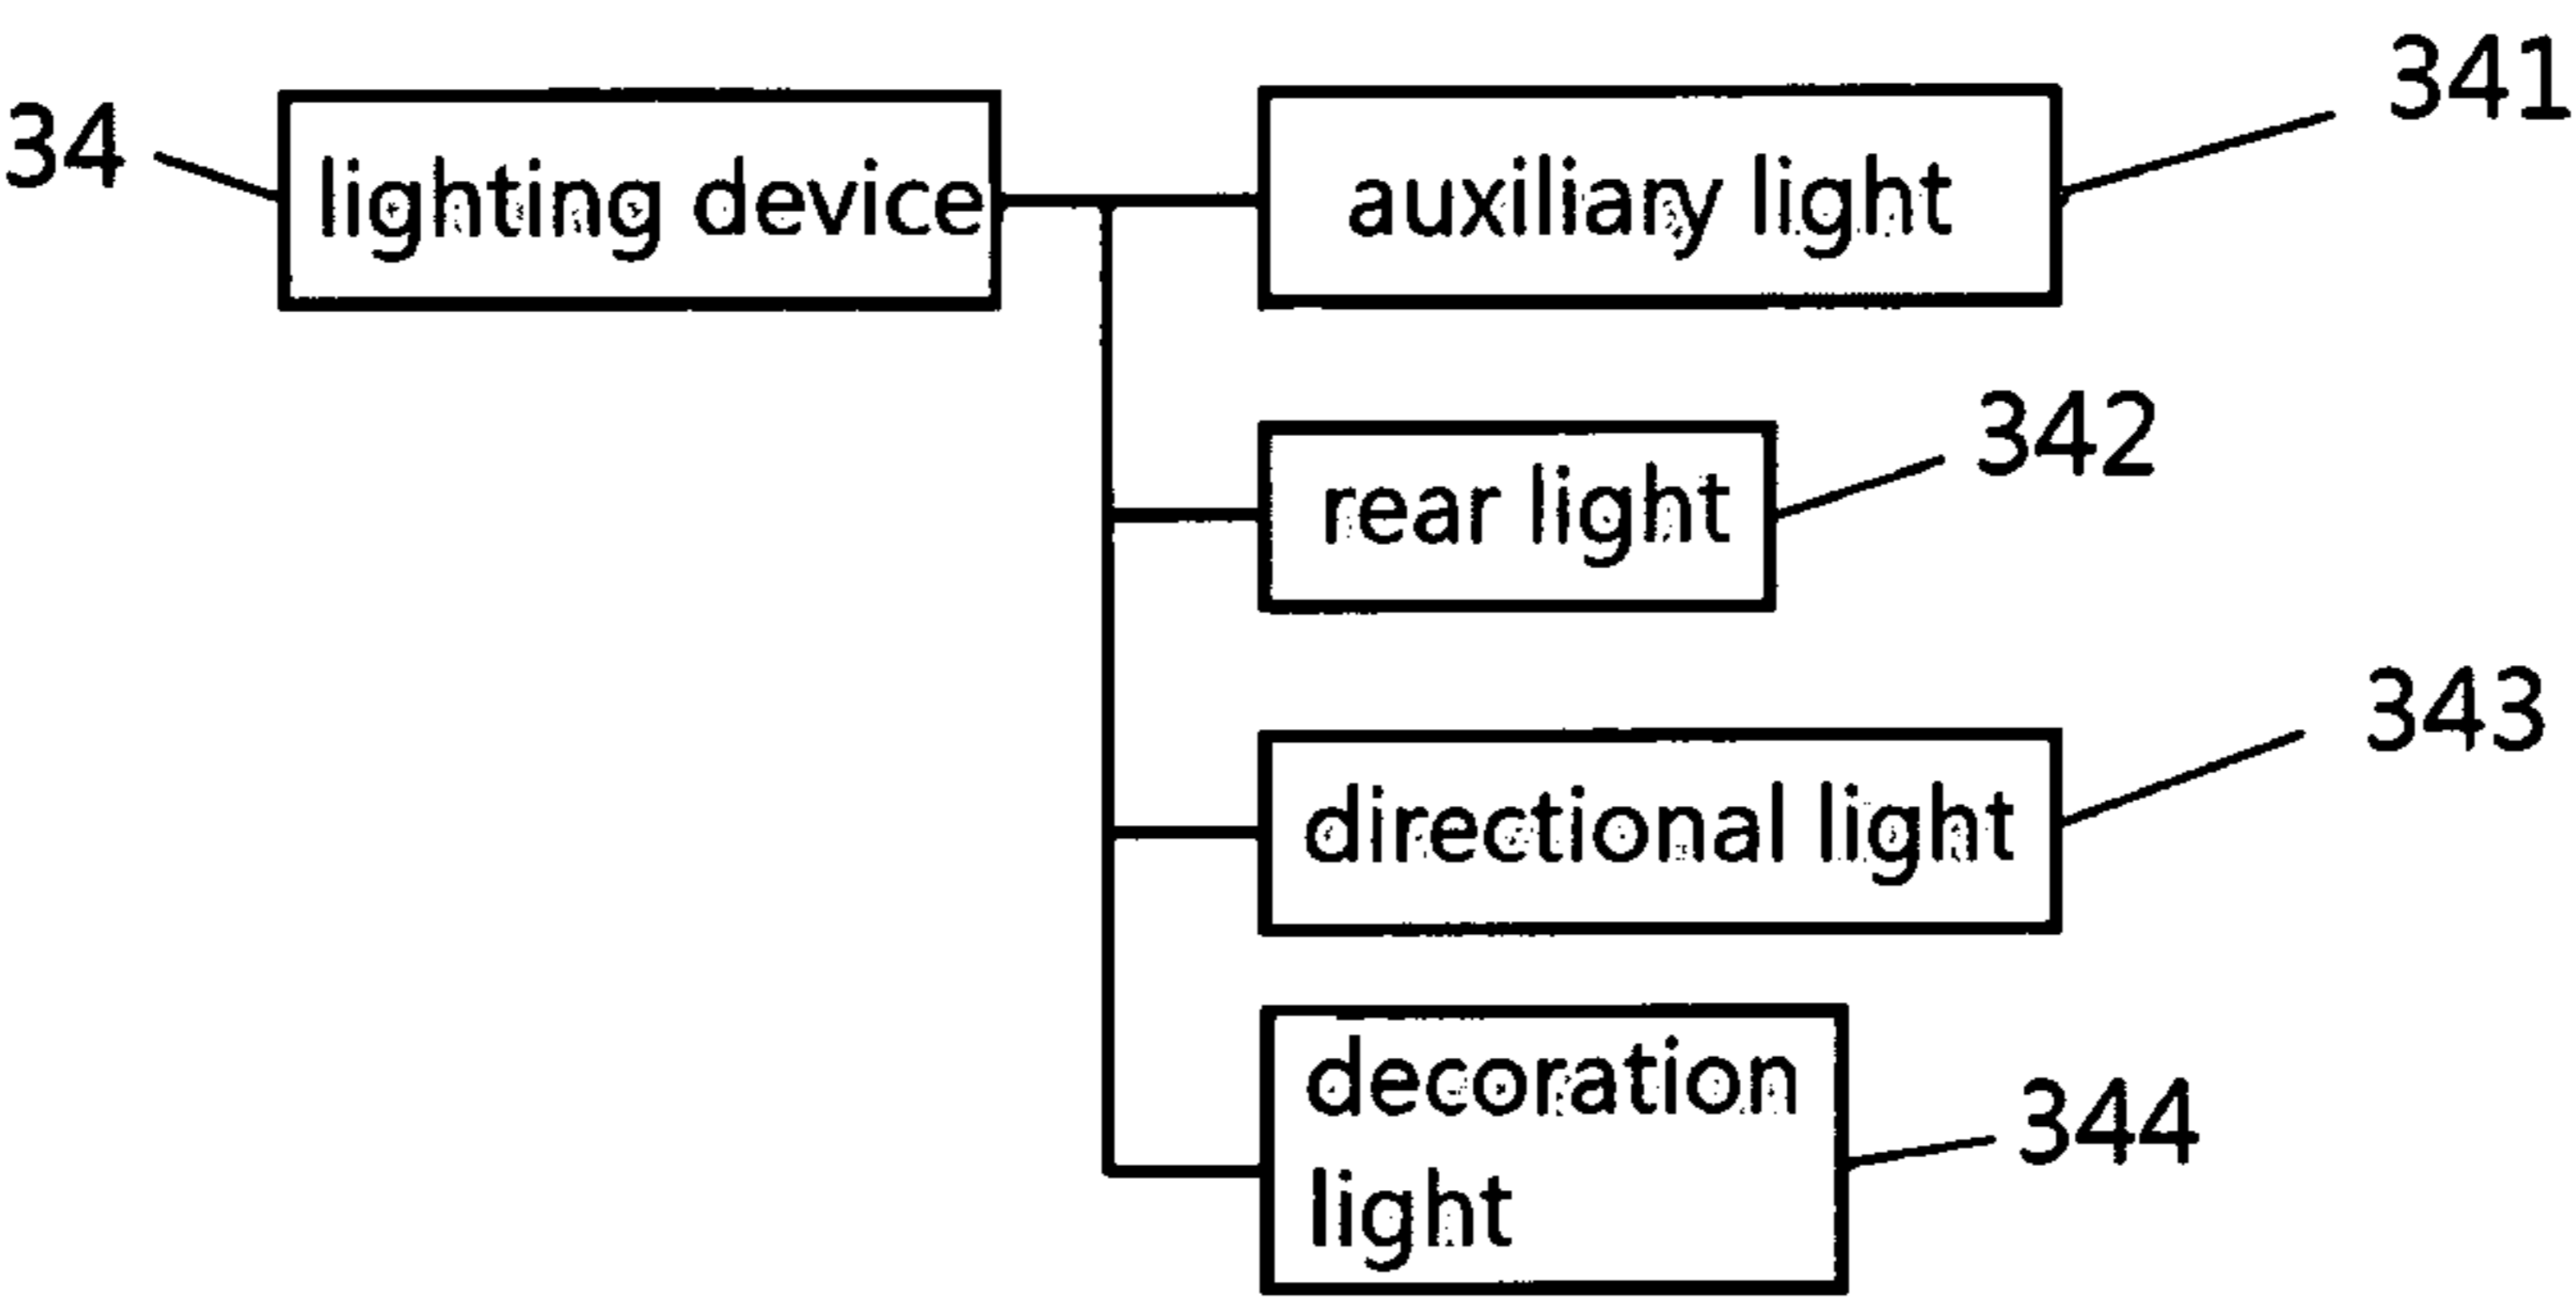 34
lighting device
auxiliary light
341
rear light
342
directional light
343
decoration
light
344